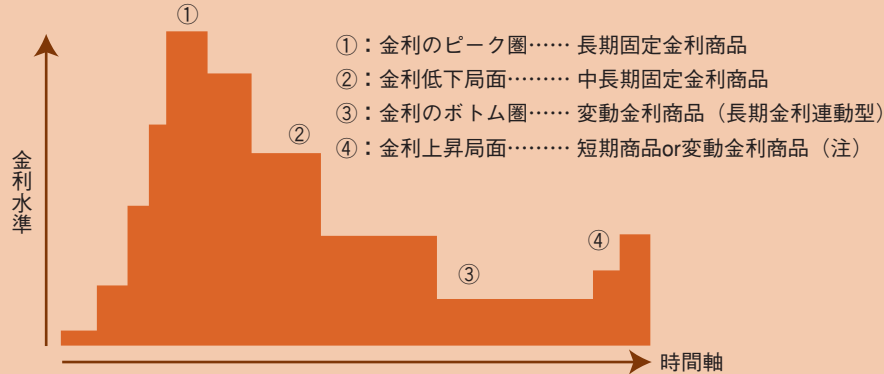 ①
①：金利のピーク圏…… 長期固定金利商品
②：金利低下局面……… 中長期固定金利商品
③：金利のボトム圏…… 変動金利商品（長期金利連動型）
④：金利上昇局面……… 短期商品or変動金利商品（注）
②
金利水準
④
③
時間軸